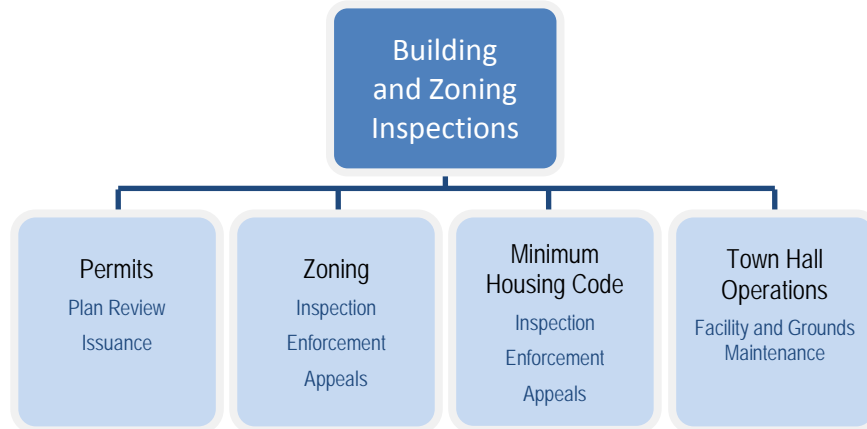 Building
and Zoning
Inspections
Permits
Plan Review
Issuance
Zoning
Inspection
Enforcement
Appeals
Minimum
Housing Code
Inspection
Enforcement
Appeals
Town Hall
Operations
Facility and Grounds
Maintenance